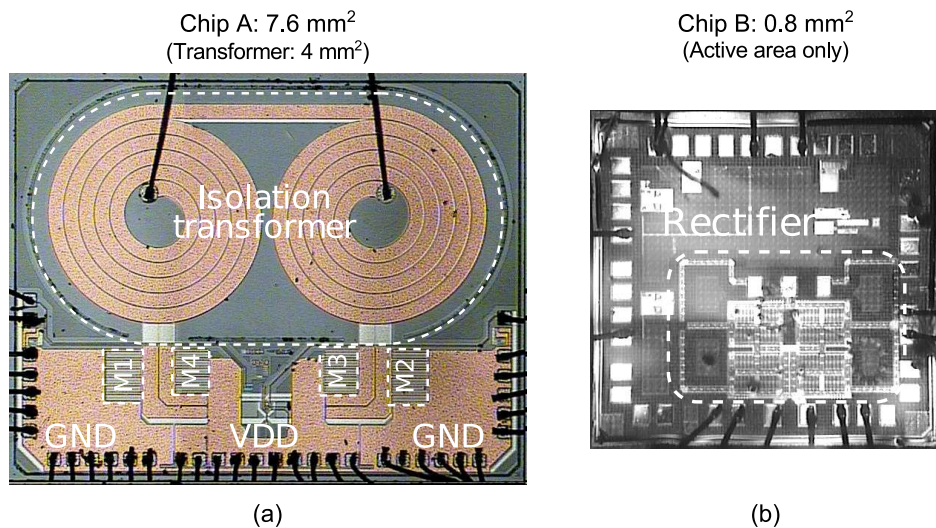 Chip A: 7.6 mm²
(Transformer: 4 mm²)
Chip B: 0.8 mm²
(Active area only)
Isolation
transformer
Rectifier
M1
M4
M3
M2
GND
VDD
GND
(a)
(b)